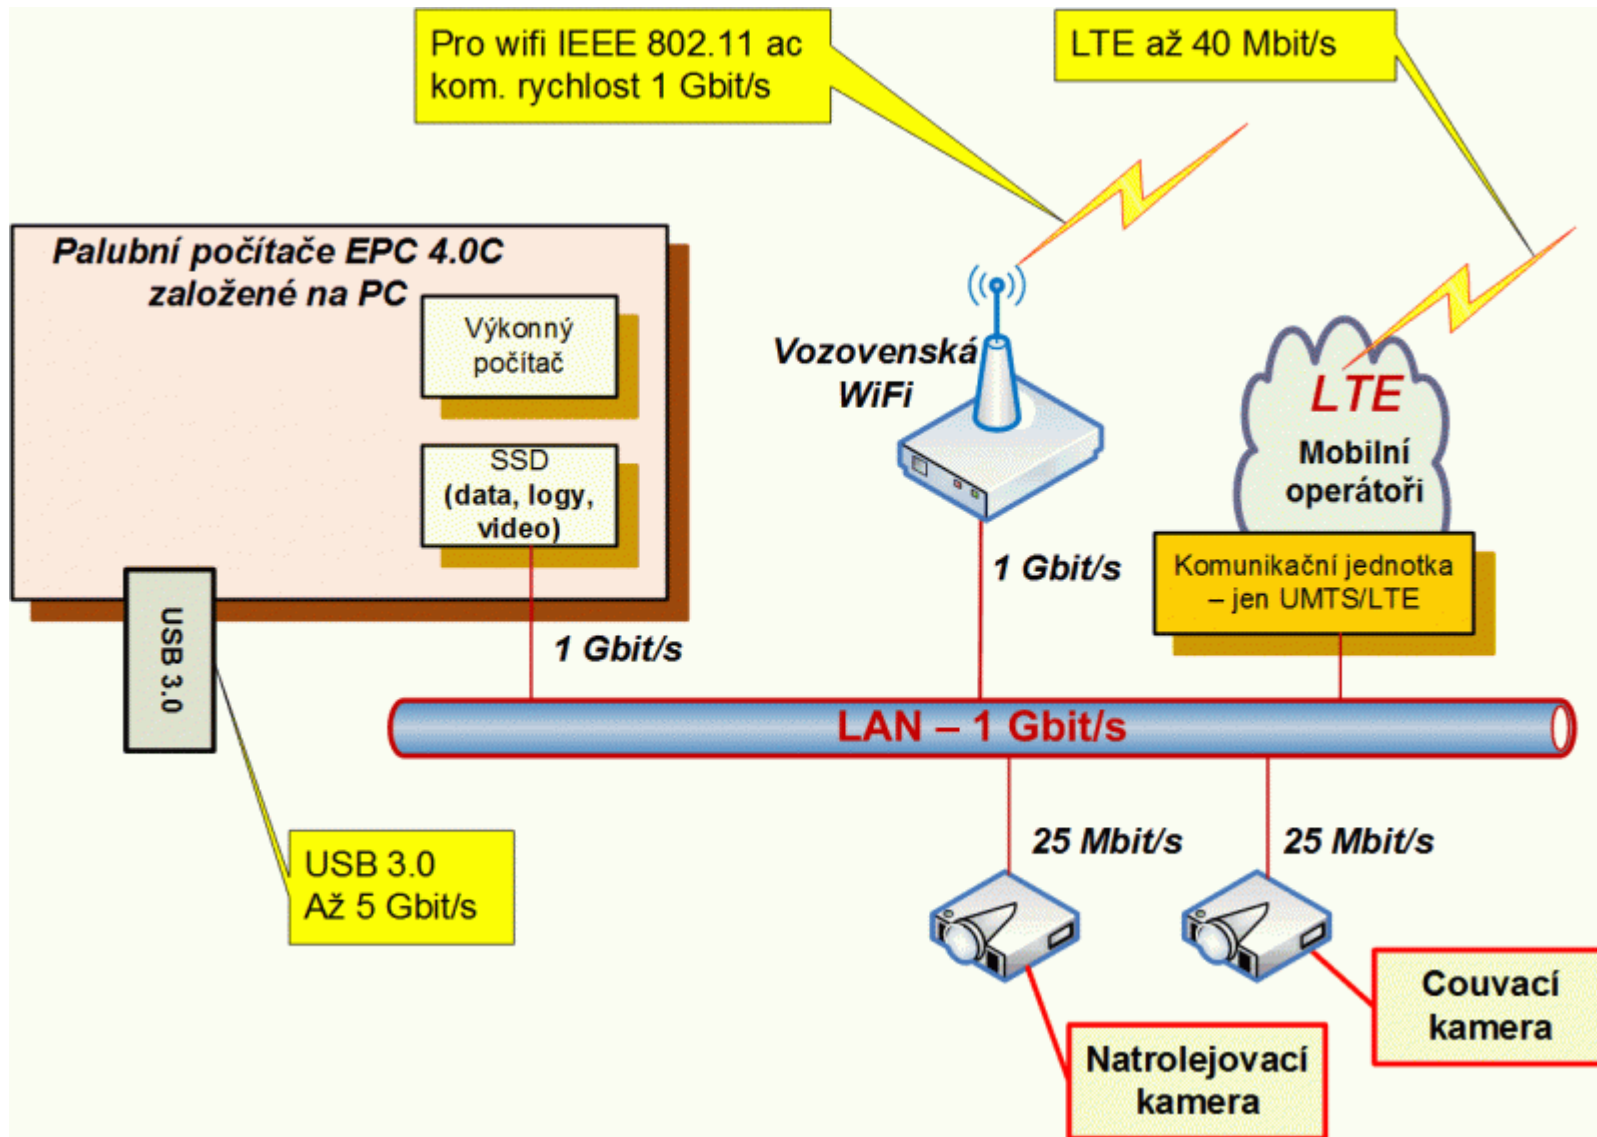 Pro wifi IEEE 802.11 ac
kom. rychlost 1 Gbit/s
LTE až 40 Mbit/s
Palubní počítače EPC 4.0C
založené na PC
Výkonný
počítač
SSD
(data, logy,
video)
USB 3.0
1 Gbit/s
Vozovenská
WiFi
1 Gbit/s
LTE
Mobilní
operátoři
Komunikační jednotka
– jen UMTS/LTE
LAN – 1 Gbit/s
USB 3.0
Až 5 Gbit/s
25 Mbit/s
25 Mbit/s
Natrolejovací
kamera
Couvací
kamera